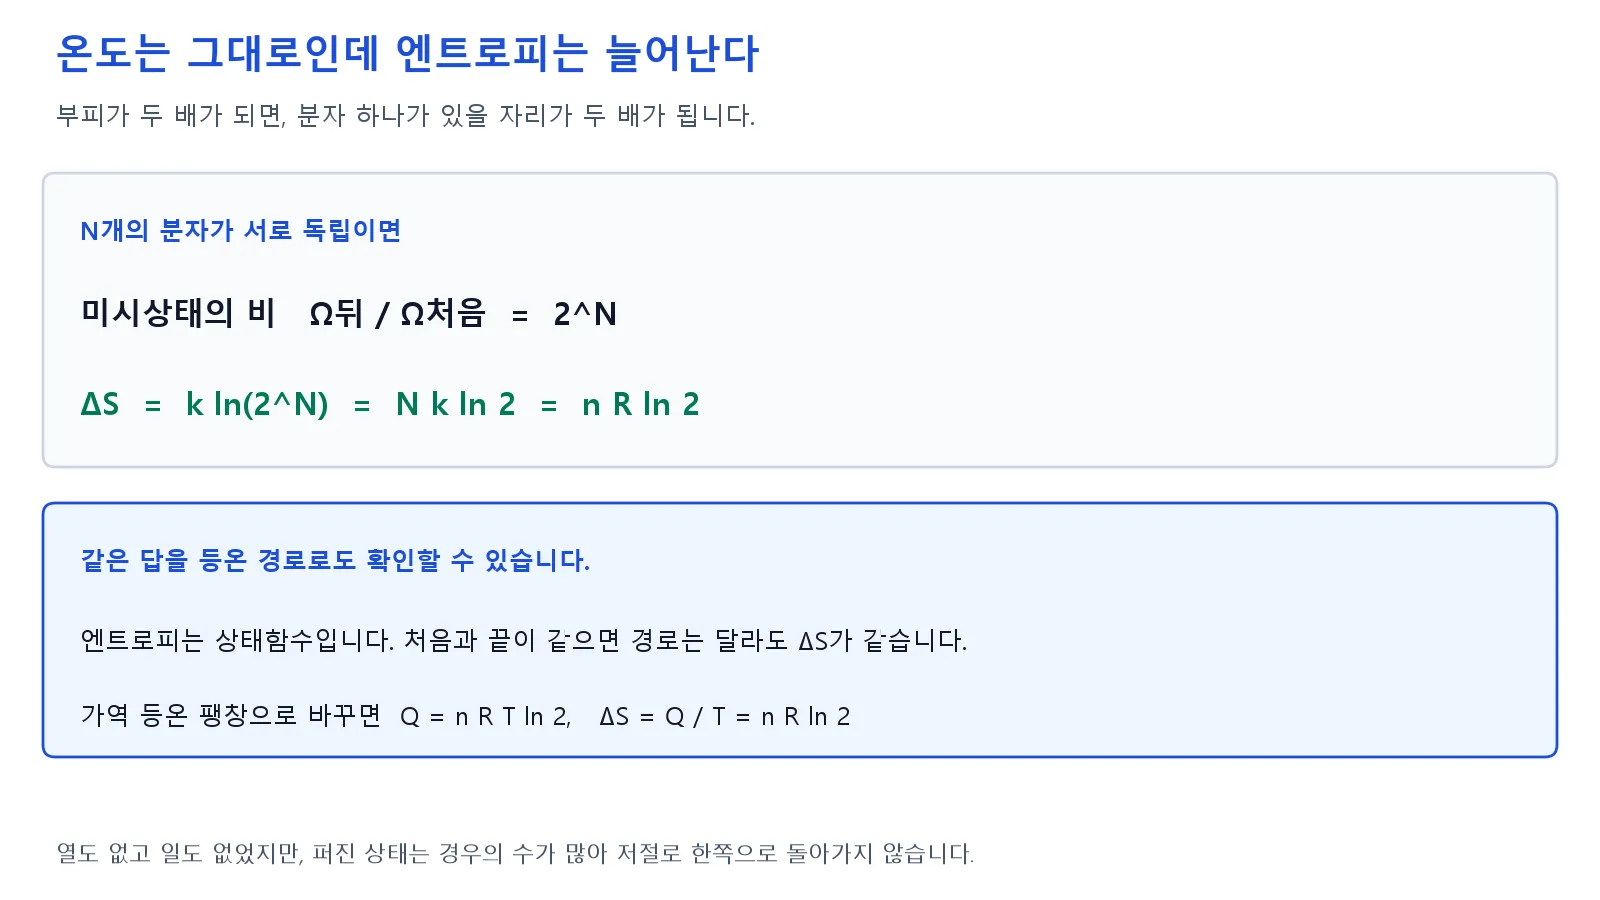 온도는 그대로인데 엔트로피는 늘어난다
부피가 두 배가 되면, 분자 하나가 있을 자리가 두 배가 됩니다.
N개의 분자가 서로 독립이면
미시상태의 비 Ω뒤 / Ω처음 = 2^N
ΔS = k ln(2^N) = N k ln 2 = n R ln 2
같은 답을 등온 경로로도 확인할 수 있습니다.
엔트로피는 상태함수입니다. 처음과 끝이 같으면 경로는 달라도 ΔS가 같습니다.
가역 등온 팽창으로 바꾸면 Q = n R T ln 2, ΔS = Q / T = n R ln 2
열도 없고 일도 없었지만, 퍼진 상태는 경우의 수가 많아 저절로 한쪽으로 돌아가지 않습니다.